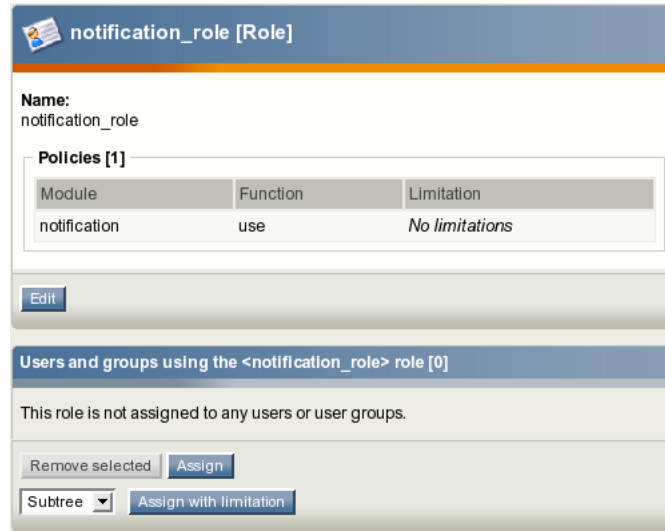 notification_role [Role]
Name:
notification_role
Policies [1]
Module Function Limitation
notification use No limitations
Edit
Users and groups using the <notification_role> role [0]
This role is not assigned to any users or user groups.
Remove selected Assign
Subtree Assign with limitation